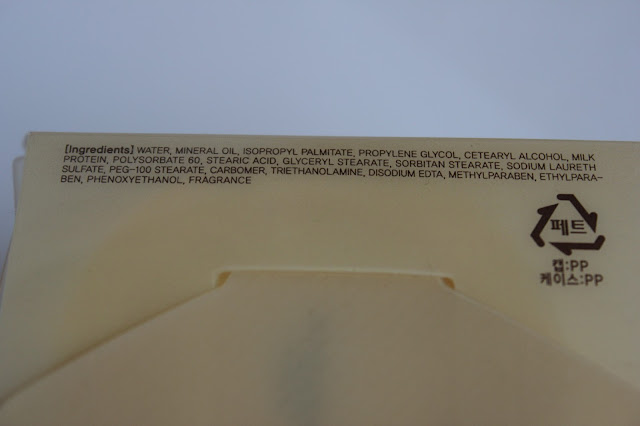 [Ingredients] WATER, MINERAL OIL, ISOPROPYL PALMITATE, PROPYLENE GLYCOL, CETEARYL ALCOHOL, MILK
PROTEIN, POLYSORBATE 60, STEARIC ACID, GLYCERYL STEARATE, SORBITAN STEARATE, SODIUM LAURETH
SULFATE, PEG-100 STEARATE, CARBOMER, TRIETHANOLAMINE, DISODIUM EDTA, METHYLPARABEN, ETHYLPARA-
BEN, PHENOXYETHANOL, FRAGRANCE
페트
캡:PP
케이스:PP